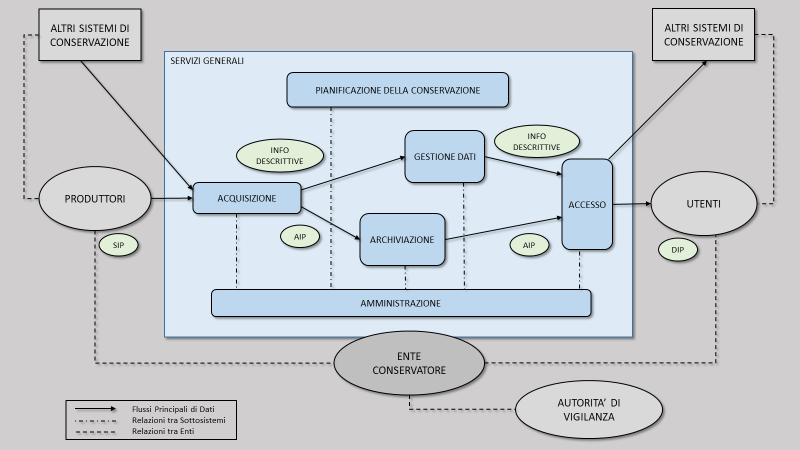 ALTRI SISTEMI DI
CONSERVAZIONE
ALTRI SISTEMI DI
CONSERVAZIONE
SERVIZI GENERALI
PIANIFICAZIONE DELLA CONSERVAZIONE
INFO
DESCRITTIVE
GESTIONE DATI
INFO
DESCRITTIVE
PRODUTTORI
ACQUISIZIONE
ACCESSO
UTENTI
SIP
AIP
ARCHIVIAZIONE
AIP
DIP
AMMINISTRAZIONE
ENTE
CONSERVATORE
AUTORITA’ DI
VIGILANZA
Flussi Principali di Dati
Relazioni tra Sottosistemi
Relazioni tra Enti